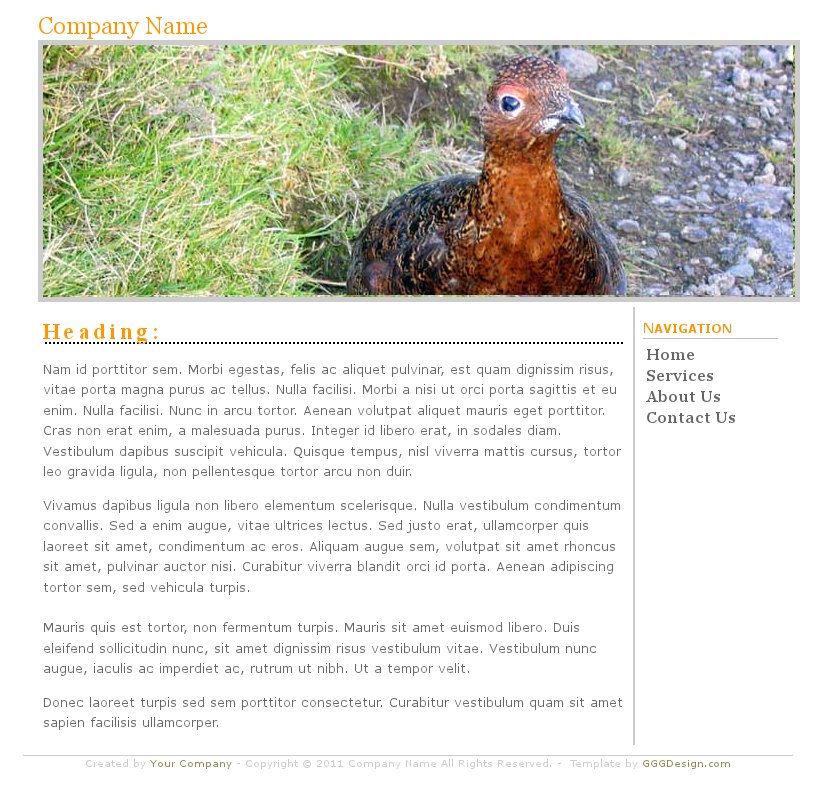 Company Name
Heading:
Nam id porttitor sem. Morbi egestas, felis ac aliquet pulvinar, est quam dignissim risus,
vitae porta magna purus ac tellus. Nulla facilisi. Morbi a nisi ut orci porta sagittis et eu
enim. Nulla facilisi. Nunc in arcu tortor. Aenean volutpat aliquet mauris eget porttitor.
Cras non erat enim, a malesuada purus. Integer id libero erat, in sodales diam.
Vestibulum dapibus suscipit vehicula. Quisque tempus, nisl viverra mattis cursus, tortor
leo gravida ligula, non pellentesque tortor arcu non duir.
Vivamus dapibus ligula non libero elementum scelerisque. Nulla vestibulum condimentum
convallis. Sed a enim augue, vitae ultrices lectus. Sed justo erat, ullamcorper quis
laoreet sit amet, condimentum ac eros. Aliquam augue sem, volutpat sit amet rhoncus
sit amet, pulvinar auctor nisi. Curabitur viverra blandit orci id porta. Aenean adipiscing
tortor sem, sed vehicula turpis.
Mauris quis est tortor, non fermentum turpis. Mauris sit amet euismod libero. Duis
eleifend sollicitudin nunc, sit amet dignissim risus vestibulum vitae. Vestibulum nunc
augue, iaculis ac imperdiet ac, rutrum ut nibh. Ut a tempor velit.
Donec laoreet turpis sed sem porttitor consectetur. Curabitur vestibulum quam sit amet
sapien facilisis ullamcorper.
NAVIGATION
Home
Services
About Us
Contact Us
Created by Your Company - Copyright © 2011 Company Name All Rights Reserved. - Template by GGGDesign.com